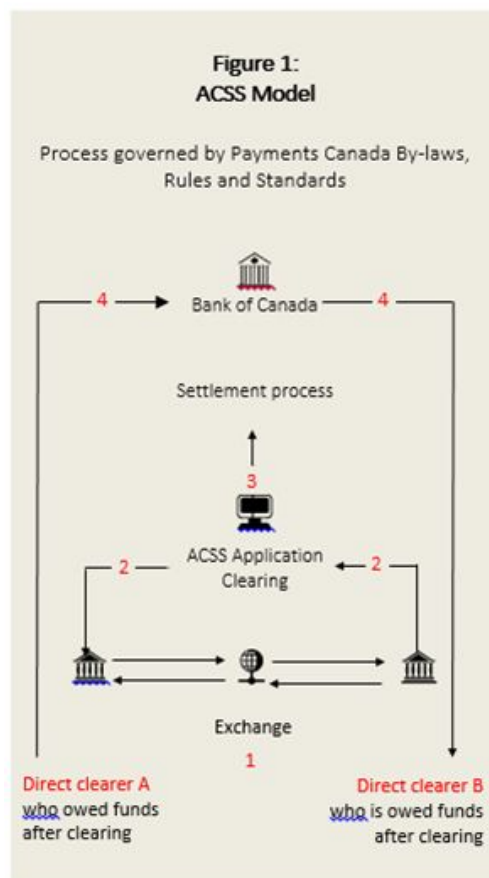 Figure 1:
ACSS Model
Process governed by Payments Canada By-laws,
Rules and Standards
4
Bank of Canada
4
Settlement process
3
ACSS Application
Clearing
2
2
Exchange
1
Direct clearer A
who owed funds
after clearing
Direct clearer B
who is owed funds
after clearing